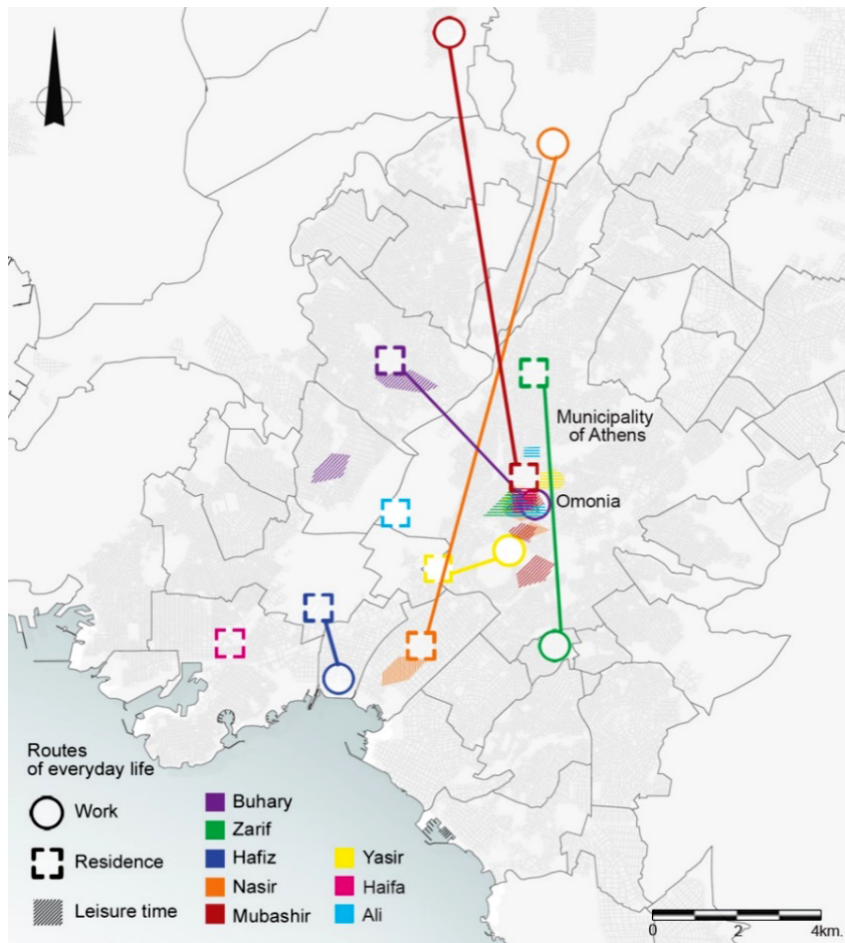 Municipality
of Athens
Omonia
Routes
of everyday life
Work
Residence
Leisure time
Buhary
Zarif
Hafiz
Nasir
Mubashir
Yasir
Haifa
Ali
0 2 4km.